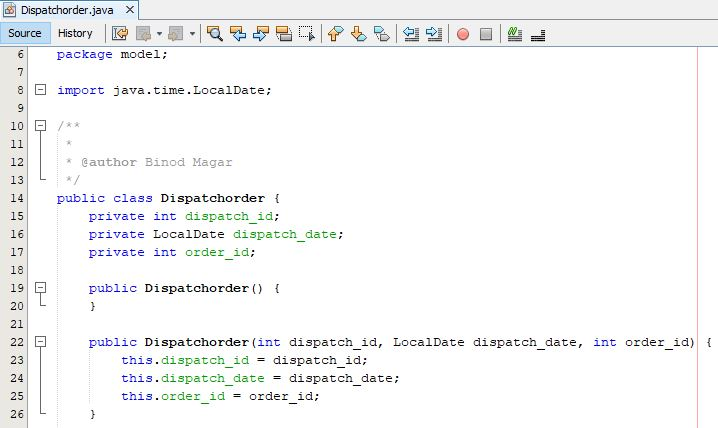 Dispatchorder.java
Source History
6 package model;
7
8 import java.time.LocalDate;
9
10 /**
11 *
12 * @author Binod Magar
13 */
14 public class Dispatchorder {
15 private int dispatch_id;
16 private LocalDate dispatch_date;
17 private int order_id;
18
19 public Dispatchorder() {
20 }
21
22 public Dispatchorder(int dispatch_id, LocalDate dispatch_date, int order_id) {
23 this.dispatch_id = dispatch_id;
24 this.dispatch_date = dispatch_date;
25 this.order_id = order_id;
26 }